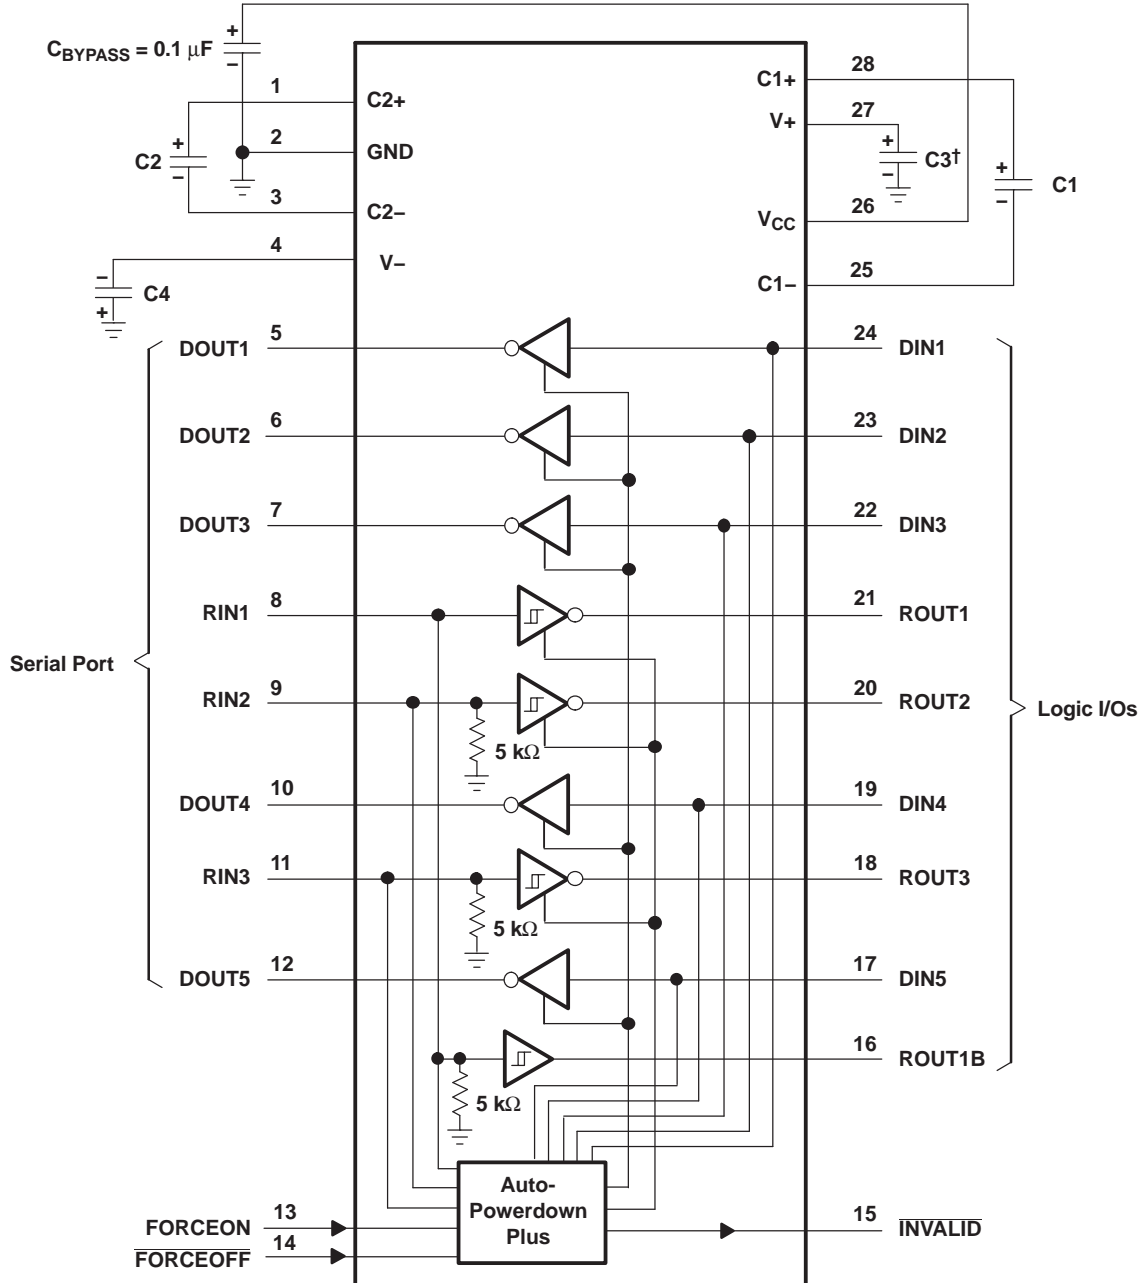 C_BYPASS = 0.1 μF
+
−
1
C2+
C1+
28
27
V+
+
C2
−
2
GND
+
C3†
−
+
C1
−
3
C2−
V_CC
26
4
V−
C1−
25
−
C4
+
DOUT1 5 24 DIN1
DOUT2 6 23 DIN2
DOUT3 7 22 DIN3
RIN1 8 21 ROUT1
Serial Port
RIN2 9 20 ROUT2
Logic I/Os
5 kΩ
DOUT4 10 19 DIN4
RIN3 11 18 ROUT3
5 kΩ
DOUT5 12 17 DIN5
16 ROUT1B
5 kΩ
Auto-
Powerdown
Plus
FORCEON 13
15 I̅N̅V̅A̅L̅I̅D̅
F̅O̅R̅C̅E̅O̅F̅F̅ 14